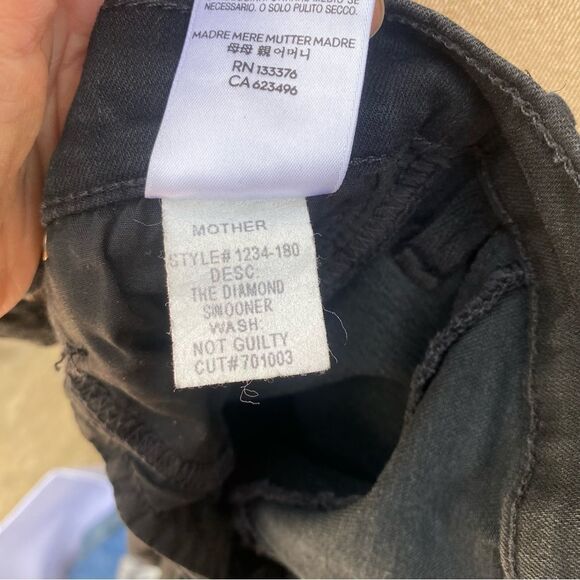 NECESSARIO. O SOLO PULITO SECCO.
MADRE MERE MUTTER MADRE
母母 親 어머니
RN 133376
CA 623496
MOTHER
STYLE# 1234-180
DESC:
THE DIAMOND
SWOONER
WASH:
NOT GUILTY
CUT#701003